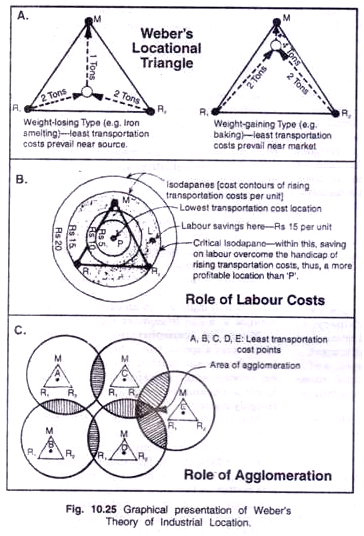 A.
Weber's
Locational
Triangle
M
1 Tons
2 Tons
2 Tons
R₁
R₂
Weight-losing Type (e.g. Iron
smelting)—least transportation
costs prevail near source.
M
4 Tons
2 Tons
2 Tons
R₁
R₂
Weight-gaining Type (e.g.
baking)—least transportation
costs prevail near market
B.
Isodapanes [cost contours of rising
transportation costs per unit]
Lowest transportation cost location
Labour savings here—Rs 15 per unit
Critical Isodapano—within this, saving
on labour overcome the handicap of
rising transportation costs, thus, a more
profitable location than 'P'.
M
L
P
R₁
R₂
Rs 20
Rs 15
Rs 10
Rs 5
Role of Labour Costs
C.
A, B, C, D, E: Least transportation
cost points
Area of agglomeration
M
A
R₁
R₂
M
C
R₁
R₂
M
E
R₁
R₂
M
B
R₁
R₂
M
D
R₁
R₂
Role of Agglomeration
Fig. 10.25 Graphical presentation of Weber's
Theory of Industrial Location.